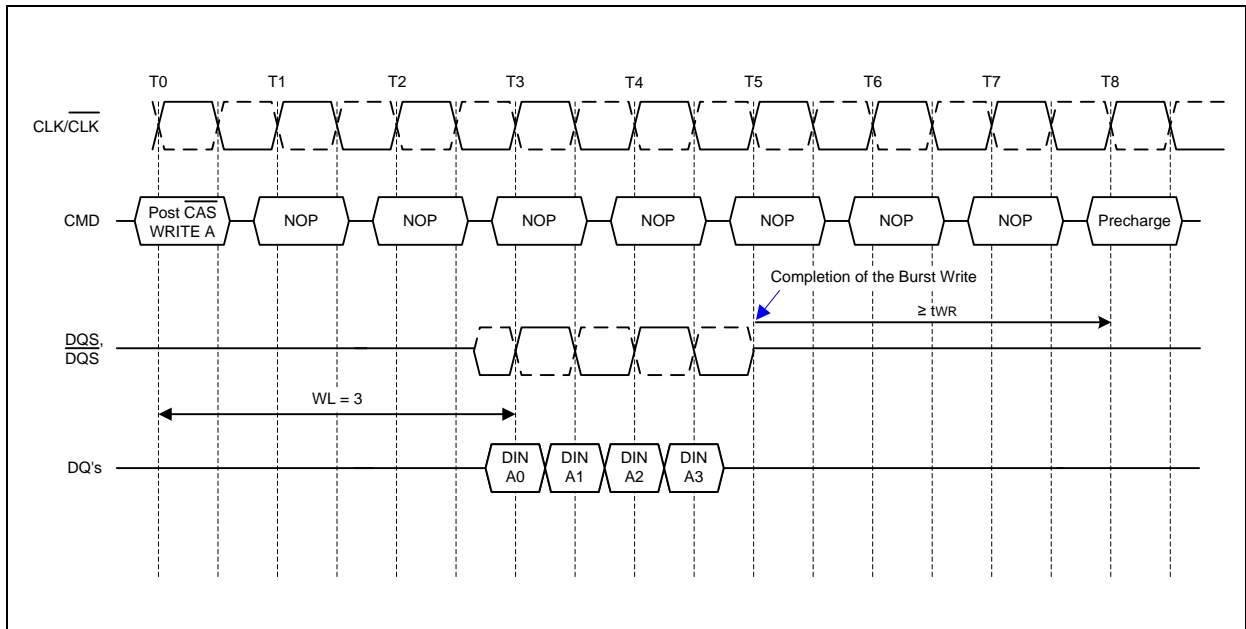 T0 T1 T2 T3 T4 T5 T6 T7 T8
CLK/CLK
CMD
Post CAS
WRITE A
NOP NOP NOP NOP NOP NOP NOP Precharge
Completion of the Burst Write
≥ tWR
DQS,
DQS
WL = 3
DQ's
DIN
A0
DIN
A1
DIN
A2
DIN
A3